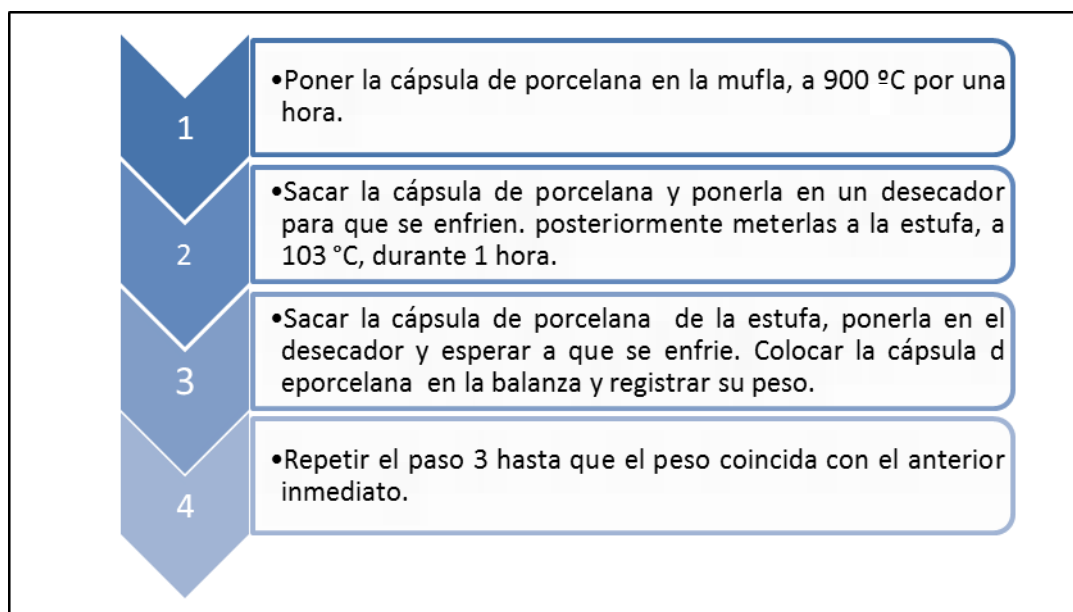 1
•Poner la cápsula de porcelana en la mufla, a 900 ºC por una
hora.
2
•Sacar la cápsula de porcelana y ponerla en un desecador
para que se enfrien. posteriormente meterlas a la estufa, a
103 °C, durante 1 hora.
3
•Sacar la cápsula de porcelana de la estufa, ponerla en el
desecador y esperar a que se enfrie. Colocar la cápsula d
eporcelana en la balanza y registrar su peso.
4
•Repetir el paso 3 hasta que el peso coincida con el anterior
inmediato.